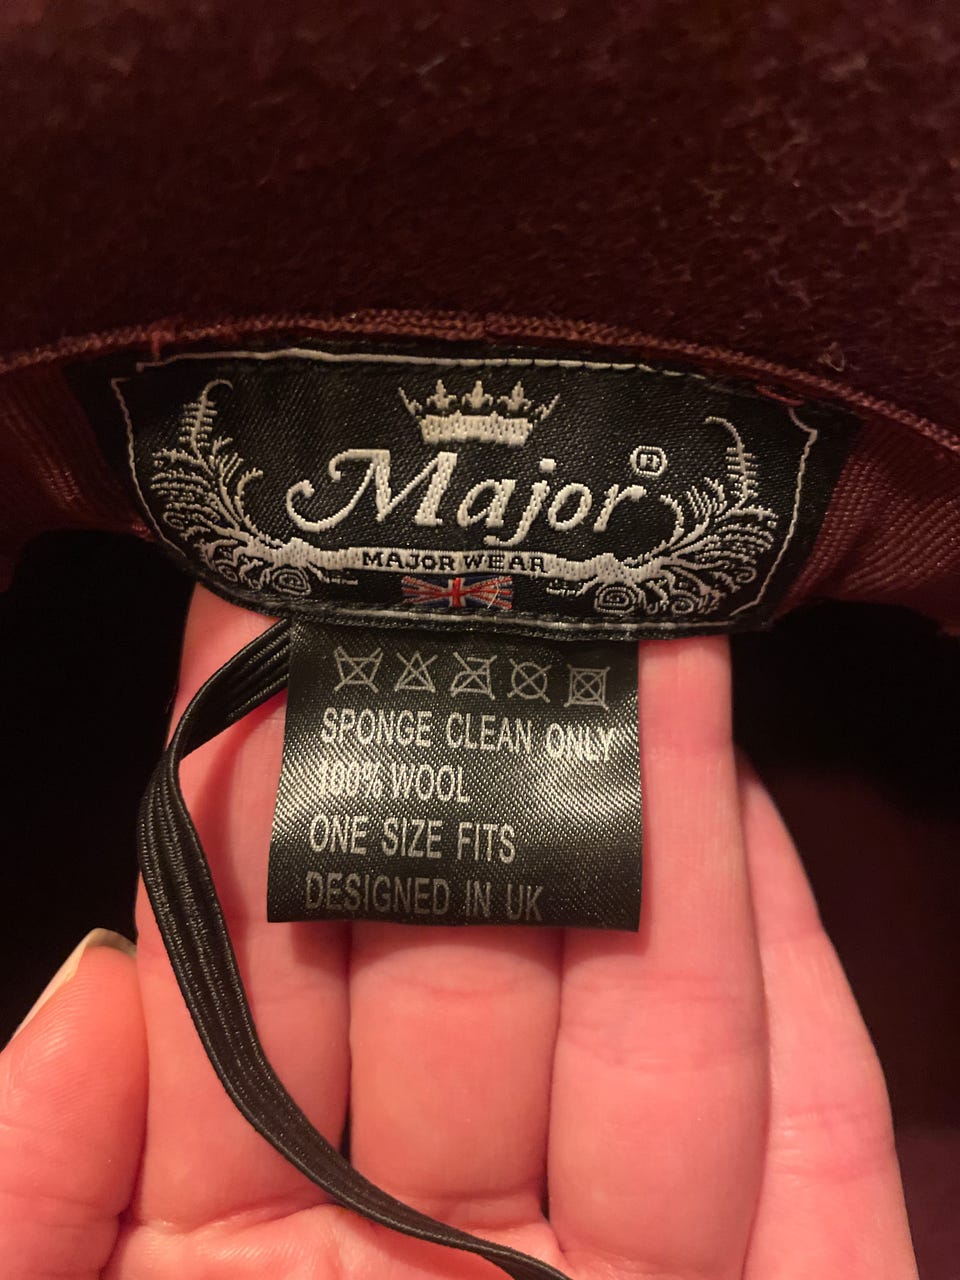 Major®
MAJOR WEAR
SPONGE CLEAN ONLY
100% WOOL
ONE SIZE FITS
DESIGNED IN UK